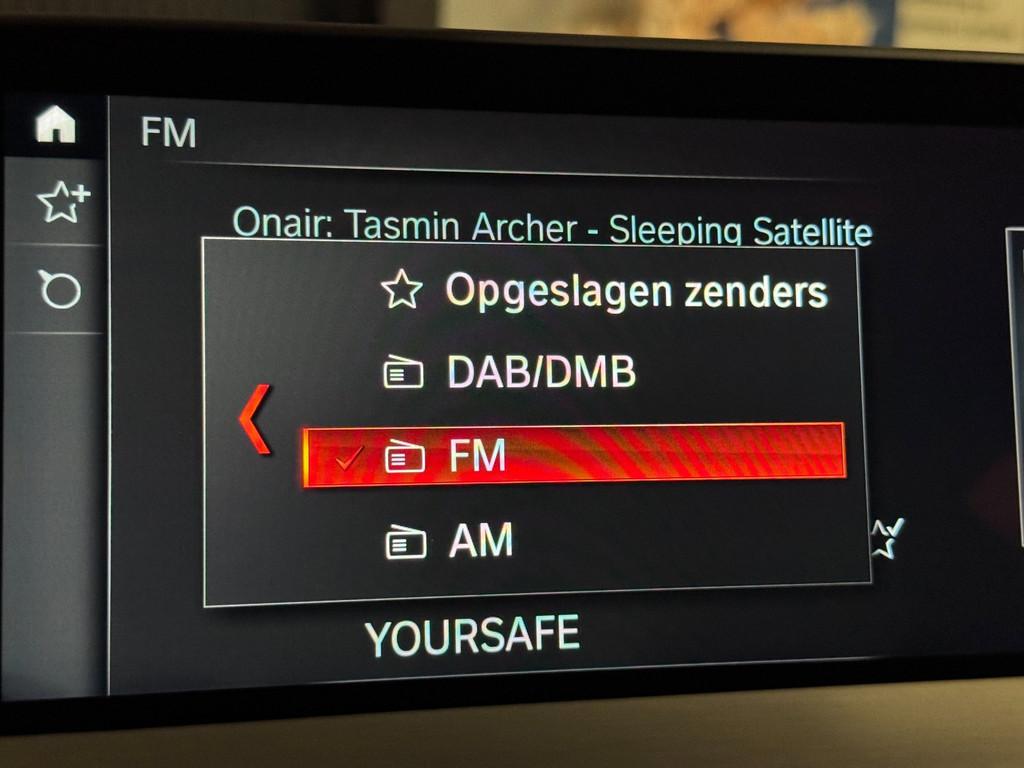 FM
Onair: Tasmin Archer - Sleeping Satellite
Opgeslagen zenders
DAB/DMB
FM
AM
YOURSAFE